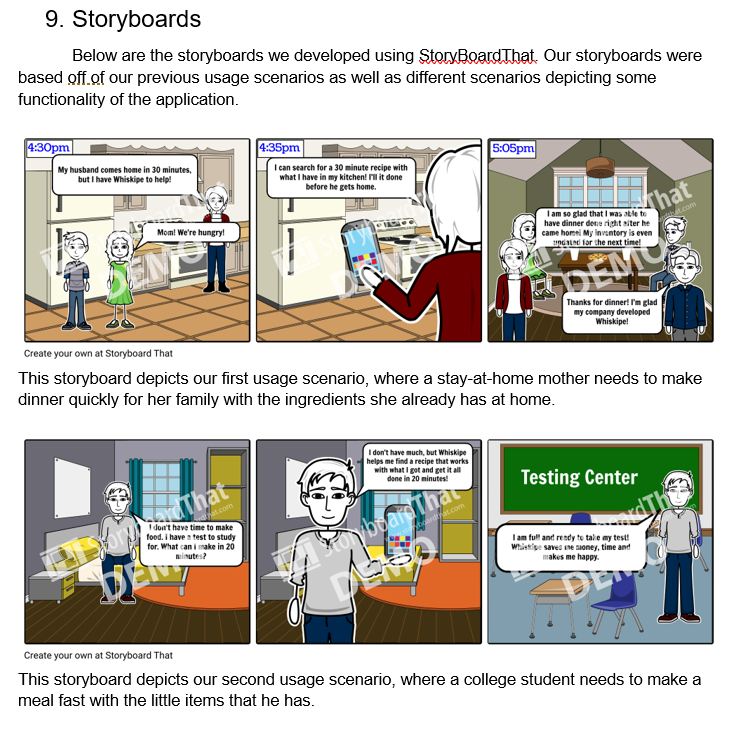 9. Storyboards
Below are the storyboards we developed using StoryBoardThat. Our storyboards were
based off of our previous usage scenarios as well as different scenarios depicting some
functionality of the application.
4:30pm
My husband comes home in 30 minutes,
but I have Whiskipe to help!
Mom! We're hungry!
4:35pm
I can search for a 30 minute recipe with
what I have in my kitchen! I'll it done
before he gets home.
5:05pm
I am so glad that I was able to
have dinner done right after he
came home! My inventory is even
updated for the next time!
Thanks for dinner! I'm glad
my company developed
Whiskipe!
Create your own at Storyboard That
This storyboard depicts our first usage scenario, where a stay-at-home mother needs to make
dinner quickly for her family with the ingredients she already has at home.
I don't have time to make
food. I have a test to study
for. What can i make in 20
minutes?
I don't have much, but Whiskipe
helps me find a recipe that works
with what I got and get it all
done in 20 minutes!
Testing Center
I am full and ready to take my test!
Whiskipe saved me money, time and
makes me happy.
Create your own at Storyboard That
This storyboard depicts our second usage scenario, where a college student needs to make a
meal fast with the little items that he has.